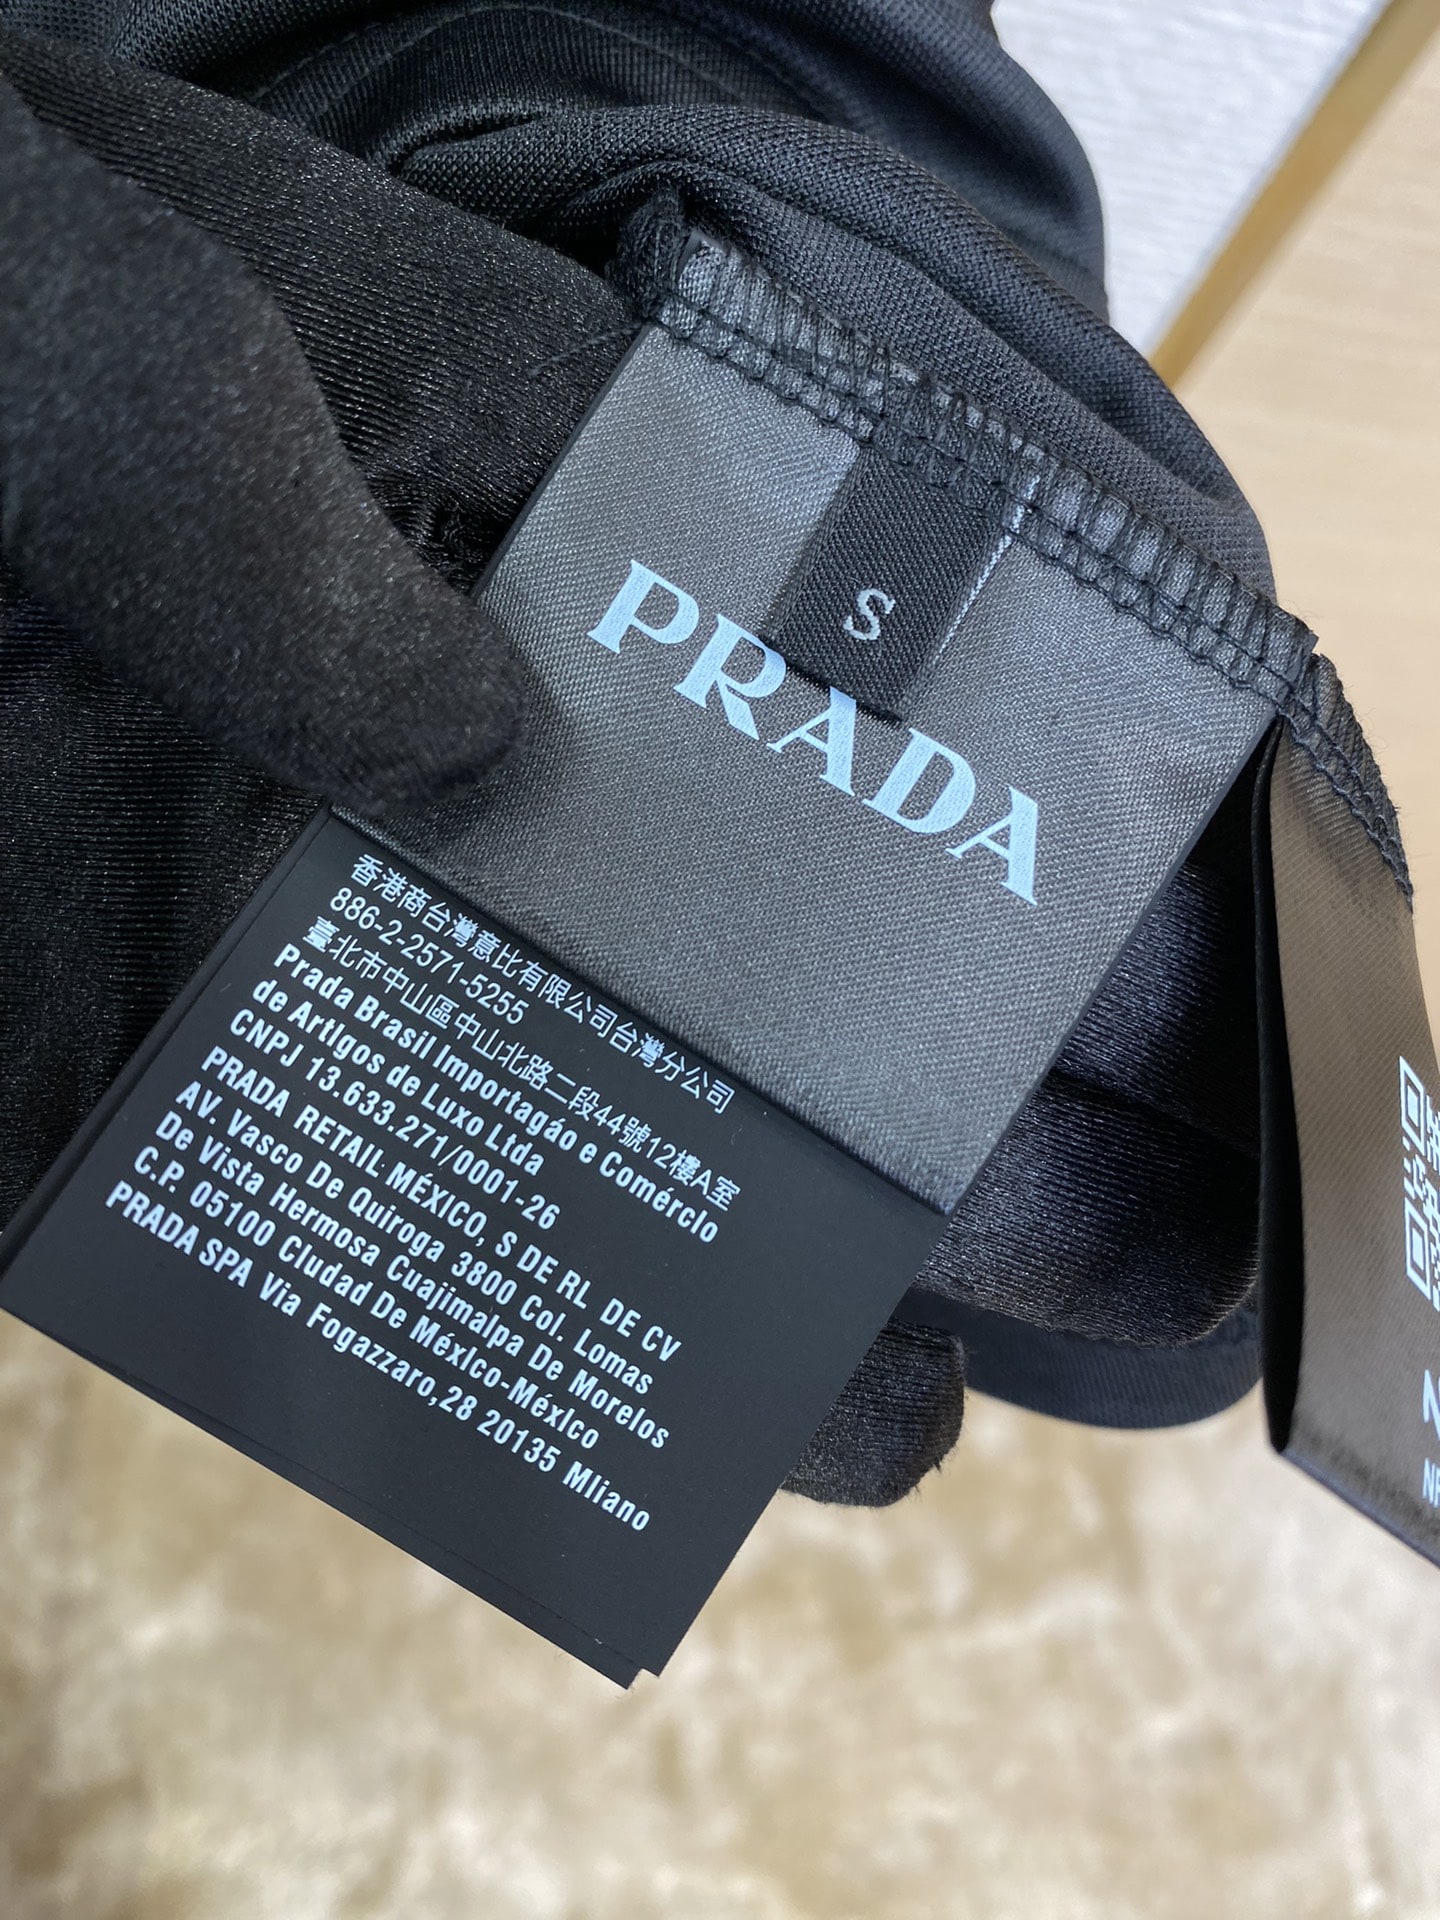 S
PRADA
香港商台灣意比有限公司台灣分公司
886-2-2571-5255
臺北市中山區中山北路二段44號12樓A室
Prada Brasil Importagáo e Comérclo
de Artlgos de Luxo Ltda
CNPJ 13.633.271/0001-26
PRADA RETAIL MÉXICO, S DE RL DE CV
AV. Vasco De Quiroga 3800 Col. Lomas
De Vista Hermosa Cuajimalpa De Morelos
C.P. 05100 Cludad De Méxlco-México
PRADA SPA Via Fogazzaro,28 20135 Mliano